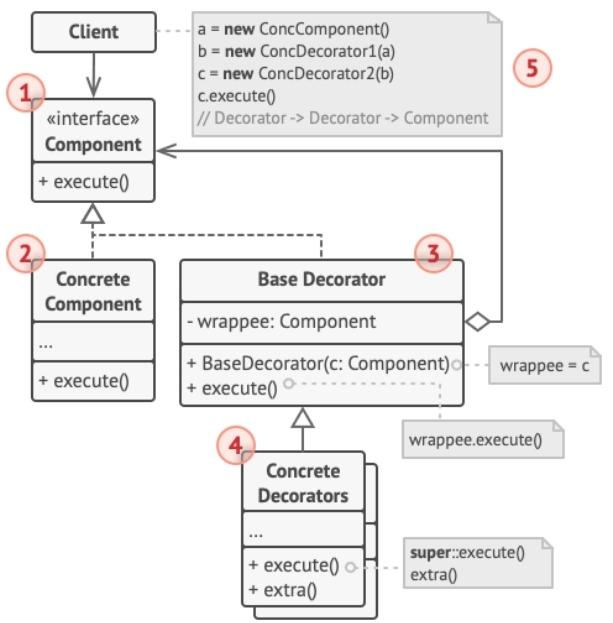 Client
a = new ConcComponent()
b = new ConcDecorator1(a)
c = new ConcDecorator2(b)
c.execute()
// Decorator -> Decorator -> Component
5
1
«interface»
Component
+ execute()
2
Concrete
Component
...
+ execute()
3
Base Decorator
- wrappee: Component
+ BaseDecorator(c: Component)
+ execute()
wrappee = c
wrappee.execute()
4
Concrete
Decorators
...
+ execute()
+ extra()
super::execute()
extra()